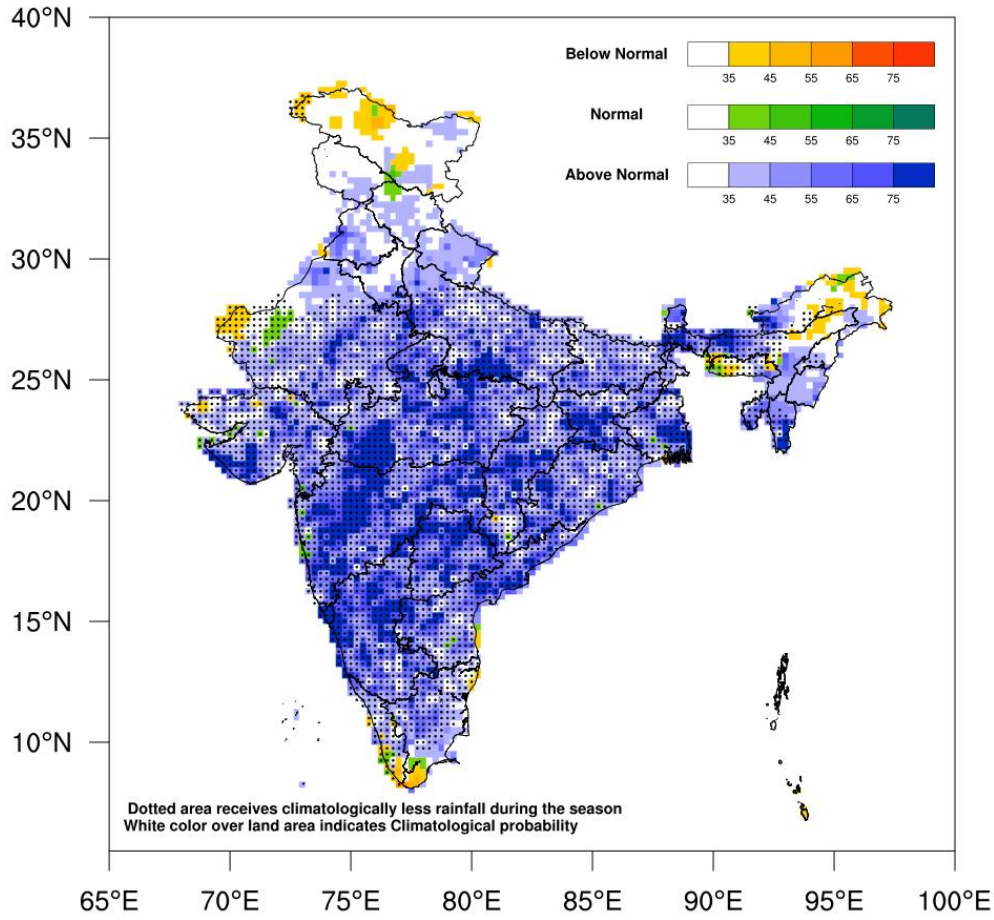 40°N
Below Normal
35 45 55 65 75
Normal
35 45 55 65 75
35°N
Above Normal
35 45 55 65 75
30°N
25°N
20°N
15°N
10°N
Dotted area receives climatologically less rainfall during the season
White color over land area indicates Climatological probability
65°E 70°E 75°E 80°E 85°E 90°E 95°E 100°E